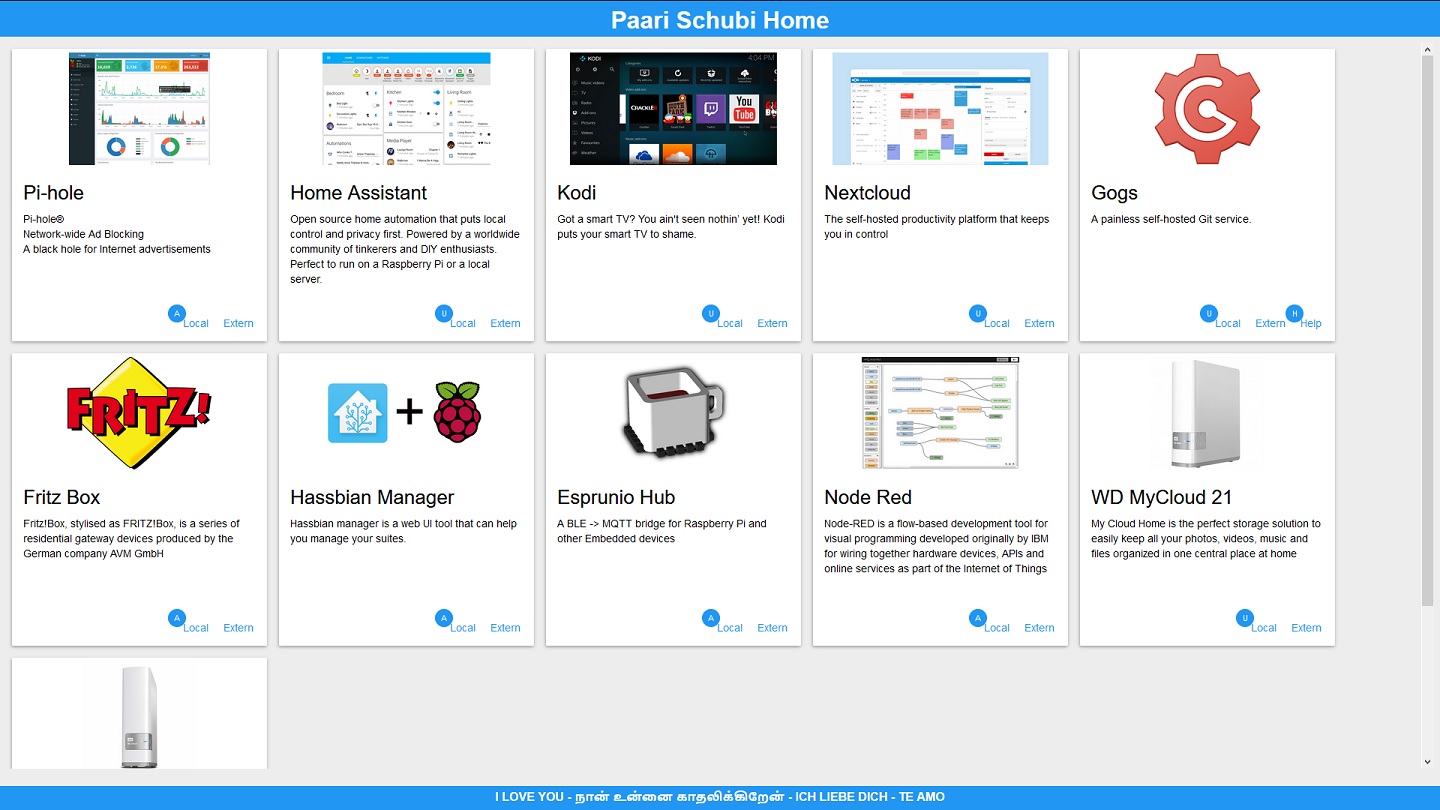 Paari Schubi Home
Pi-hole
Pi-hole®
Network-wide Ad Blocking
A black hole for Internet advertisements
A
Local Extern
Home Assistant
Open source home automation that puts local
control and privacy first. Powered by a worldwide
community of tinkerers and DIY enthusiasts.
Perfect to run on a Raspberry Pi or a local
server.
U
Local Extern
KODI
4:04 PM
CRACKLE
You Tube
Kodi
Got a smart TV? You ain't seen nothin' yet! Kodi
puts your smart TV to shame.
U
Local Extern
Nextcloud
The self-hosted productivity platform that keeps
you in control
U
Local Extern
Gogs
A painless self-hosted Git service.
U H
Local Extern Help
FRITZ!
Fritz Box
Fritz!Box, stylised as FRITZ!Box, is a series of
residential gateway devices produced by the
German company AVM GmbH
A
Local Extern
+
Hassbian Manager
Hassbian manager is a web UI tool that can help
you manage your suites.
A
Local Extern
Esprunio Hub
A BLE -> MQTT bridge for Raspberry Pi and
other Embedded devices
A
Local Extern
Node Red
Node-RED is a flow-based development tool for
visual programming developed originally by IBM
for wiring together hardware devices, APIs and
online services as part of the Internet of Things
A
Local Extern
WD MyCloud 21
My Cloud Home is the perfect storage solution to
easily keep all your photos, videos, music and
files organized in one central place at home
U
Local Extern
I LOVE YOU - நான் உன்னை காதலிக்கிறேன் - ICH LIEBE DICH - TE AMO